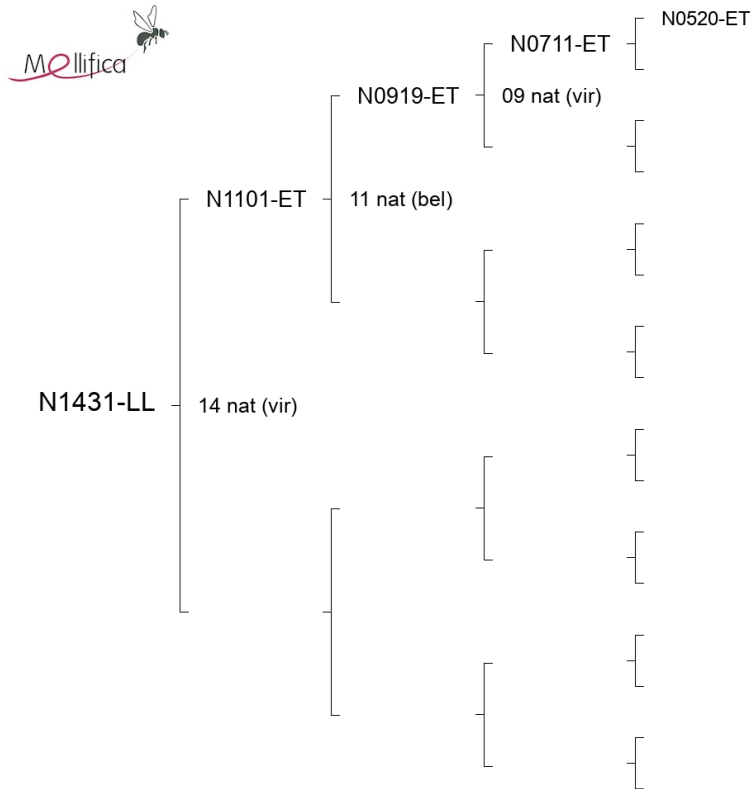 Mellifica
N0520-ET
N0711-ET
N0919-ET
09 nat (vir)
N1101-ET
11 nat (bel)
N1431-LL
14 nat (vir)